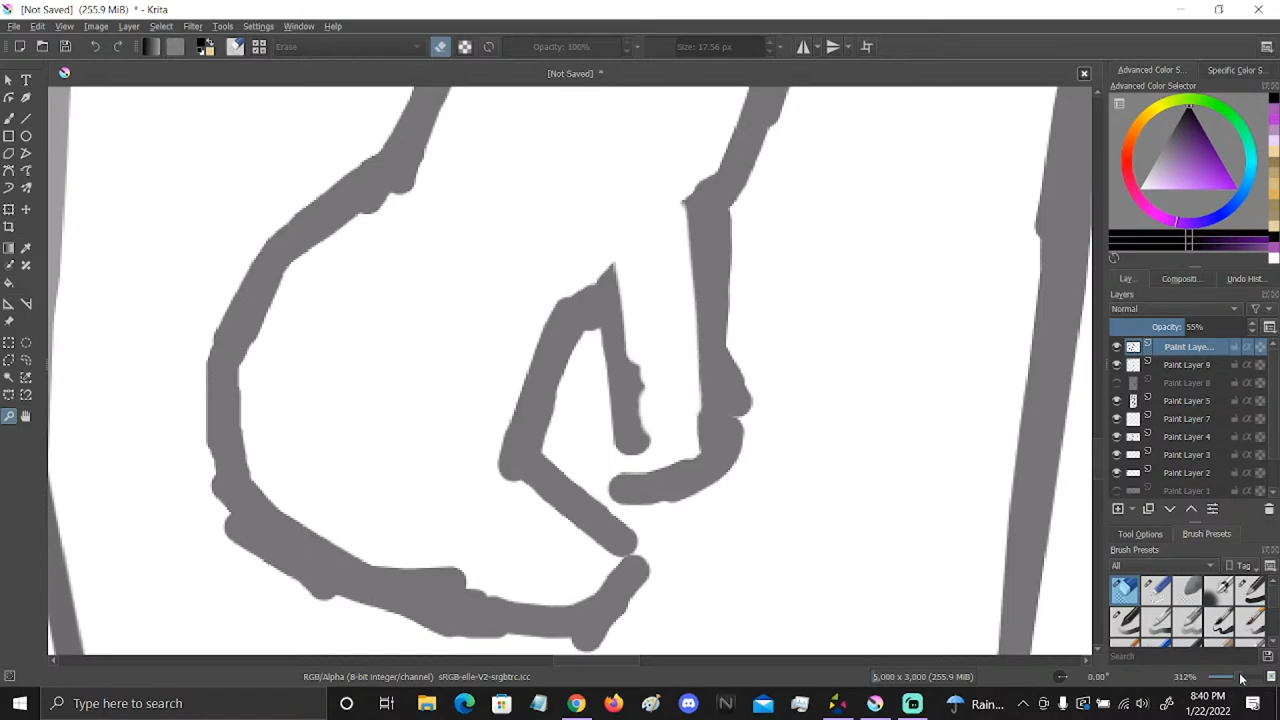 [Not Saved] (255.9 MiB) * - Krita
File Edit View Image Layer Select Filter Tools Settings Window Help
Erase
Opacity: 100%
Size: 17.56 px
[Not Saved] *
Advanced Color S...
Specific Color S...
Advanced Color Selector
Lay...
Compositi...
Undo Hist...
Layers
Normal
Opacity: 55%
Paint Laye...
Paint Layer 9
Paint Layer 8
Paint Layer 5
Paint Layer 7
Paint Layer 4
Paint Layer 3
Paint Layer 2
Paint Layer 1
Tool Options
Brush Presets
Brush Presets
All
Tag
Search
RGB/Alpha (8-bit integer/channel) sRGB-elle-V2-srgbtrc.icc
5,000 x 3,000 (255.9 MiB)
0.00°
312%
Type here to search
Rain...
8:40 PM
1/22/2022